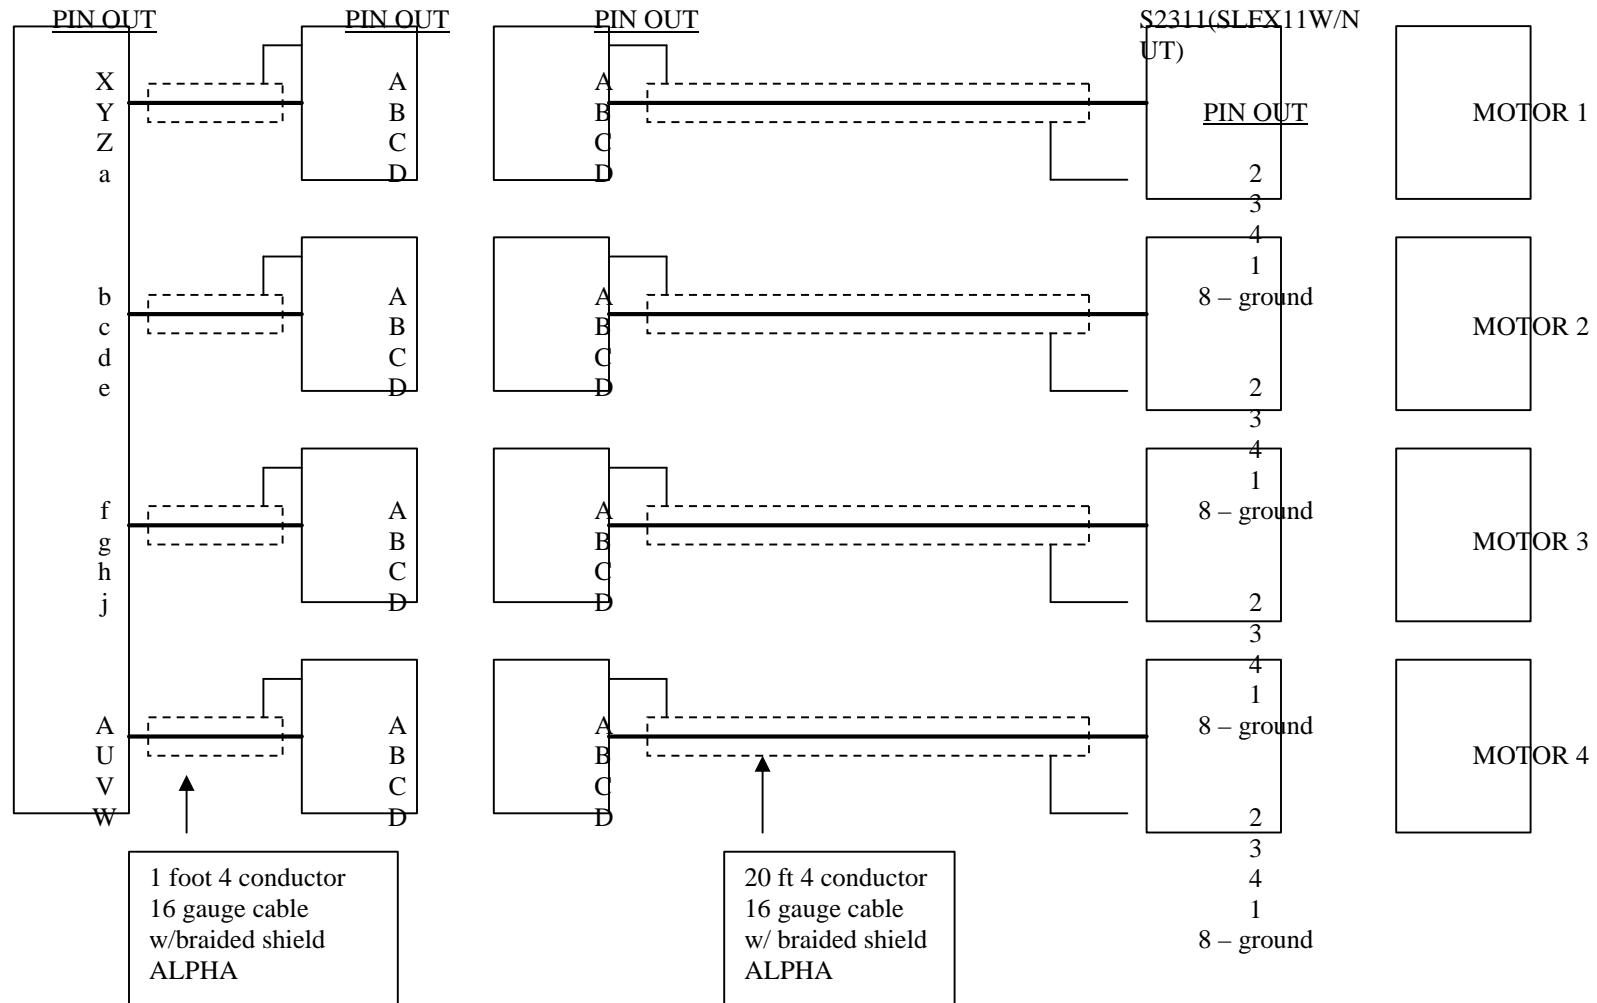 PIN OUT
X
Y
Z
a
b
c
d
e
f
g
h
j
A
U
V
W
PIN OUT
A
B
C
D
A
B
C
D
A
B
C
D
A
B
C
D
PIN OUT
A
B
C
D
A
B
C
D
A
B
C
D
A
B
C
D
S2311(SLFX11W/N
UT)
PIN OUT
2
3
4
1
8 – ground
2
3
4
1
8 – ground
2
3
4
1
8 – ground
2
3
4
1
8 – ground
MOTOR 1
MOTOR 2
MOTOR 3
MOTOR 4
1 foot 4 conductor
16 gauge cable
w/braided shield
ALPHA
20 ft 4 conductor
16 gauge cable
w/ braided shield
ALPHA